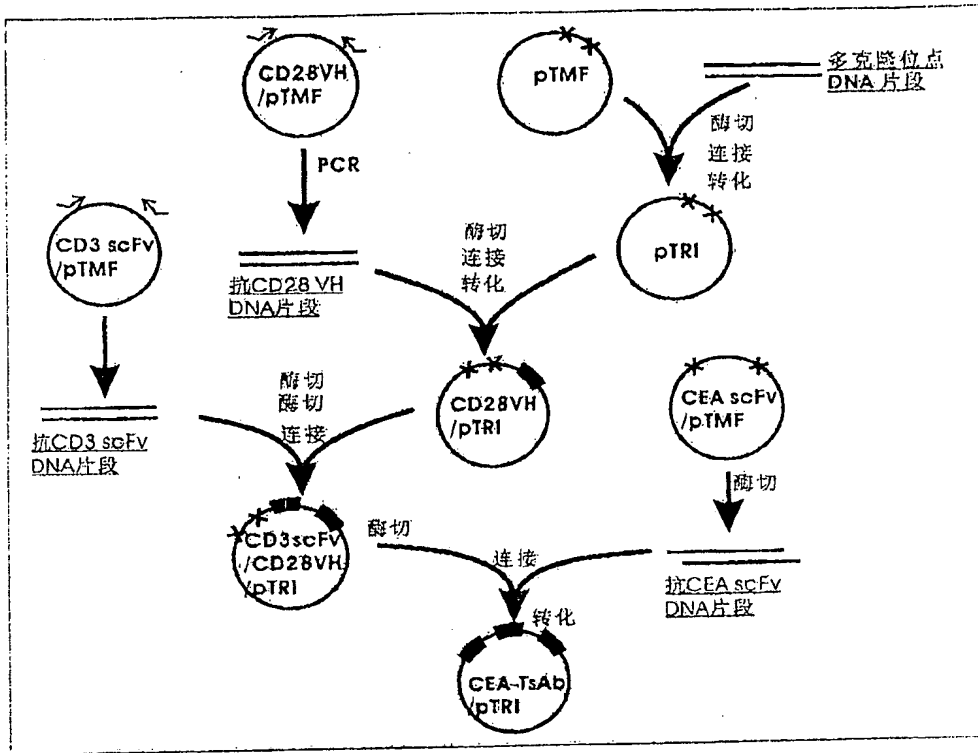 CD28VH
/pTMF
pTMF
多克隆位点
DNA 片段
酶切
连接
转化
PCR
CD3 scFv
/pTMF
抗CD28 VH
DNA片段
酶切
连接
转化
pTRI
酶切
酶切
连接
CD28VH
/pTRI
CEA scFv
/pTMF
抗CD3 scFv
DNA片段
酶切
CD3scFv
/CD28VH
/pTRI
酶切
连接
抗CEA scFv
DNA片段
转化
CEA-TsAb
/pTRI